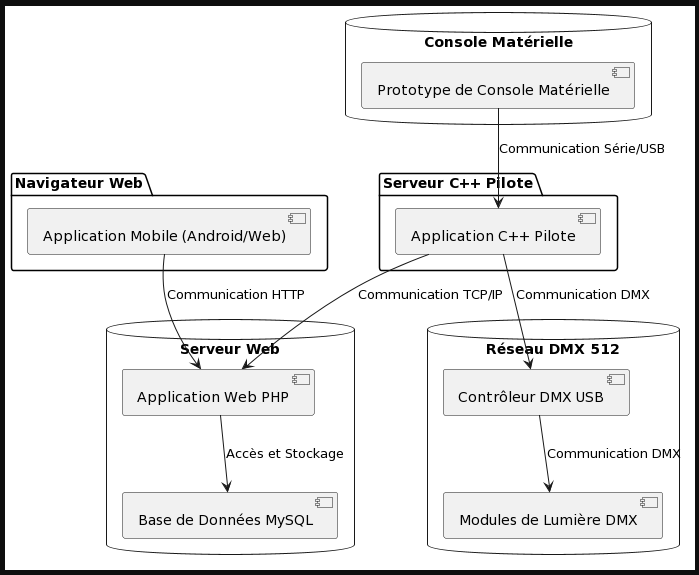 Console Matérielle
Prototype de Console Matérielle
Communication Série/USB
Navigateur Web
Serveur C++ Pilote
Application Mobile (Android/Web)
Application C++ Pilote
Communication HTTP
Communication TCP/IP
Communication DMX
Serveur Web
Réseau DMX 512
Application Web PHP
Contrôleur DMX USB
Accès et Stockage
Communication DMX
Base de Données MySQL
Modules de Lumière DMX